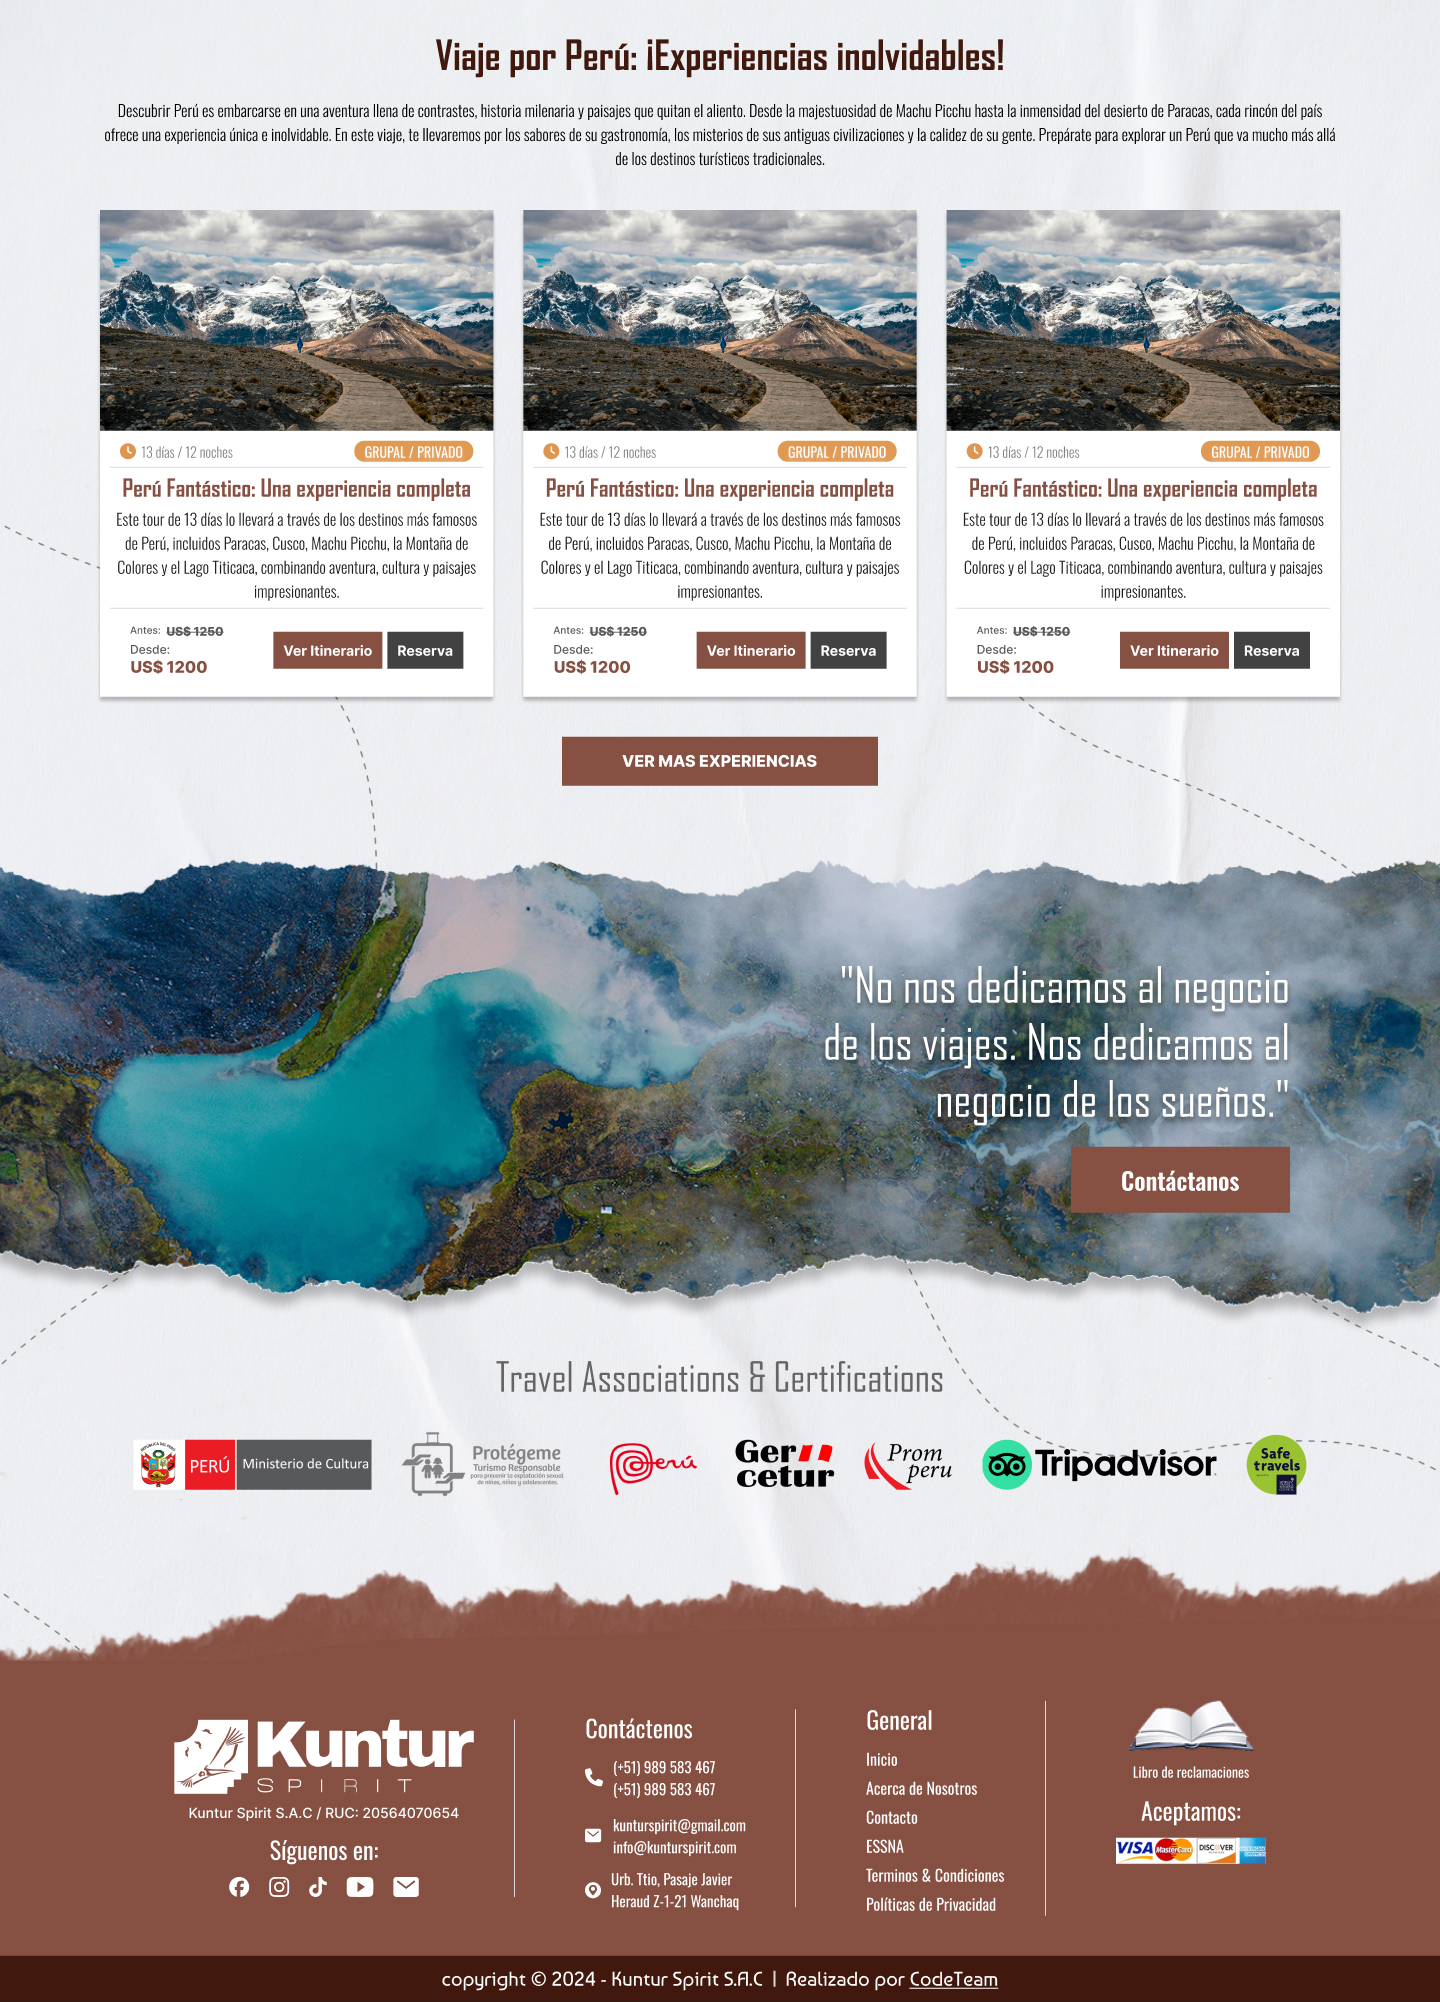 Viaje por Perú: ¡Experiencias inolvidables!
Descubrir Perú es embarcarse en una aventura llena de contrastes, historia milenaria y paisajes que quitan el aliento. Desde la majestuosidad de Machu Picchu hasta la inmensidad del desierto de Paracas, cada rincón del país
ofrece una experiencia única e inolvidable. En este viaje, te llevaremos por los sabores de su gastronomía, los misterios de sus antiguas civilizaciones y la calidez de su gente. Prepárate para explorar un Perú que va mucho más allá
de los destinos turísticos tradicionales.
13 días / 12 noches
GRUPAL / PRIVADO
Perú Fantástico: Una experiencia completa
Este tour de 13 días lo llevará a través de los destinos más famosos
de Perú, incluidos Paracas, Cusco, Machu Picchu, la Montaña de
Colores y el Lago Titicaca, combinando aventura, cultura y paisajes
impresionantes.
Antes: US$ 1250
Desde:
US$ 1200
Ver Itinerario
Reserva
13 días / 12 noches
GRUPAL / PRIVADO
Perú Fantástico: Una experiencia completa
Este tour de 13 días lo llevará a través de los destinos más famosos
de Perú, incluidos Paracas, Cusco, Machu Picchu, la Montaña de
Colores y el Lago Titicaca, combinando aventura, cultura y paisajes
impresionantes.
Antes: US$ 1250
Desde:
US$ 1200
Ver Itinerario
Reserva
13 días / 12 noches
GRUPAL / PRIVADO
Perú Fantástico: Una experiencia completa
Este tour de 13 días lo llevará a través de los destinos más famosos
de Perú, incluidos Paracas, Cusco, Machu Picchu, la Montaña de
Colores y el Lago Titicaca, combinando aventura, cultura y paisajes
impresionantes.
Antes: US$ 1250
Desde:
US$ 1200
Ver Itinerario
Reserva
VER MAS EXPERIENCIAS
"No nos dedicamos al negocio
de los viajes. Nos dedicamos al
negocio de los sueños."
Contáctanos
Travel Associations & Certifications
REPÚBLICA DEL PERÚ
PERÚ
Ministerio de Cultura
Protégeme
Turismo Responsable
para prevenir la explotación sexual
de niñas, niños y adolescentes.
Perú
Gercetur
Prom
peru
Tripadvisor
Safe
travels
Kuntur
SPIRIT
Kuntur Spirit S.A.C / RUC: 20564070654
Síguenos en:
Contáctenos
(+51) 989 583 467
(+51) 989 583 467
kunturspirit@gmail.com
info@kunturspirit.com
Urb. Ttio, Pasaje Javier
Heraud Z-1-21 Wanchaq
General
Inicio
Acerca de Nosotros
Contacto
ESSNA
Terminos & Condiciones
Políticas de Privacidad
Libro de reclamaciones
Aceptamos:
VISA
MasterCard
DISCOVER
copyright © 2024 - Kuntur Spirit S.A.C | Realizado por CodeTeam